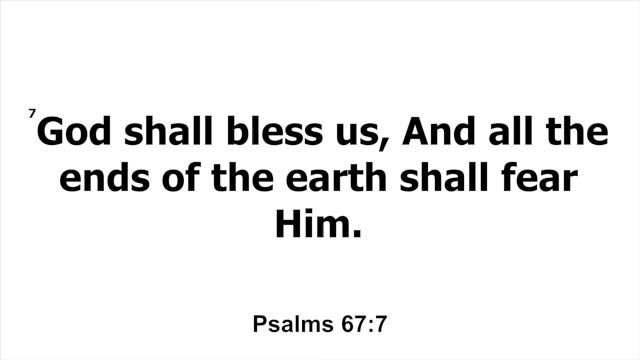 7God shall bless us, And all the
ends of the earth shall fear
Him.
Psalms 67:7